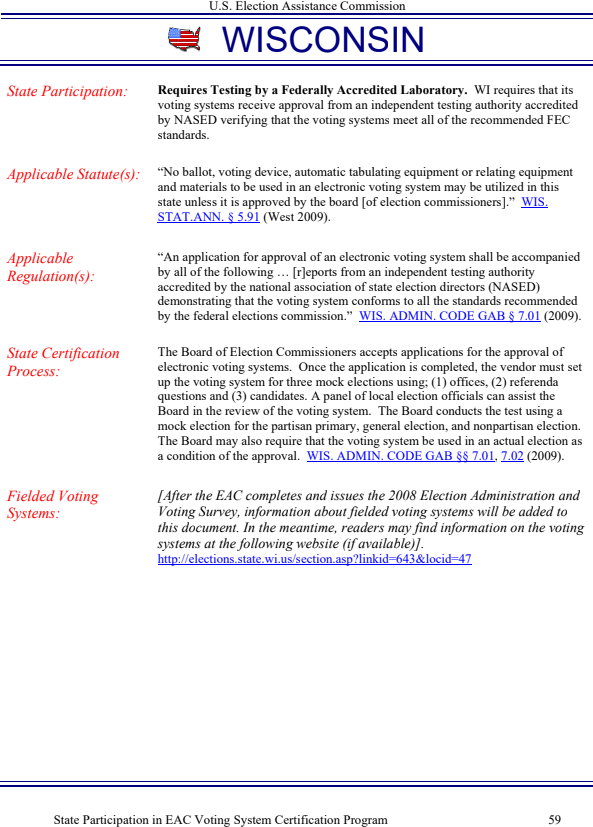 U.S. Election Assistance Commission
WISCONSIN
State Participation:
Requires Testing by a Federally Accredited Laboratory. WI requires that its
voting systems receive approval from an independent testing authority accredited
by NASED verifying that the voting systems meet all of the recommended FEC
standards.
Applicable Statute(s):
“No ballot, voting device, automatic tabulating equipment or relating equipment
and materials to be used in an electronic voting system may be utilized in this
state unless it is approved by the board [of election commissioners].” WIS.
STAT.ANN. § 5.91 (West 2009).
Applicable
Regulation(s):
“An application for approval of an electronic voting system shall be accompanied
by all of the following … [r]eports from an independent testing authority
accredited by the national association of state election directors (NASED)
demonstrating that the voting system conforms to all the standards recommended
by the federal elections commission.” WIS. ADMIN. CODE GAB § 7.01 (2009).
State Certification
Process:
The Board of Election Commissioners accepts applications for the approval of
electronic voting systems. Once the application is completed, the vendor must set
up the voting system for three mock elections using; (1) offices, (2) referenda
questions and (3) candidates. A panel of local election officials can assist the
Board in the review of the voting system. The Board conducts the test using a
mock election for the partisan primary, general election, and nonpartisan election.
The Board may also require that the voting system be used in an actual election as
a condition of the approval. WIS. ADMIN. CODE GAB §§ 7.01, 7.02 (2009).
Fielded Voting
Systems:
[After the EAC completes and issues the 2008 Election Administration and
Voting Survey, information about fielded voting systems will be added to
this document. In the meantime, readers may find information on the voting
systems at the following website (if available)].
http://elections.state.wi.us/section.asp?linkid=643&locid=47
State Participation in EAC Voting System Certification Program 59